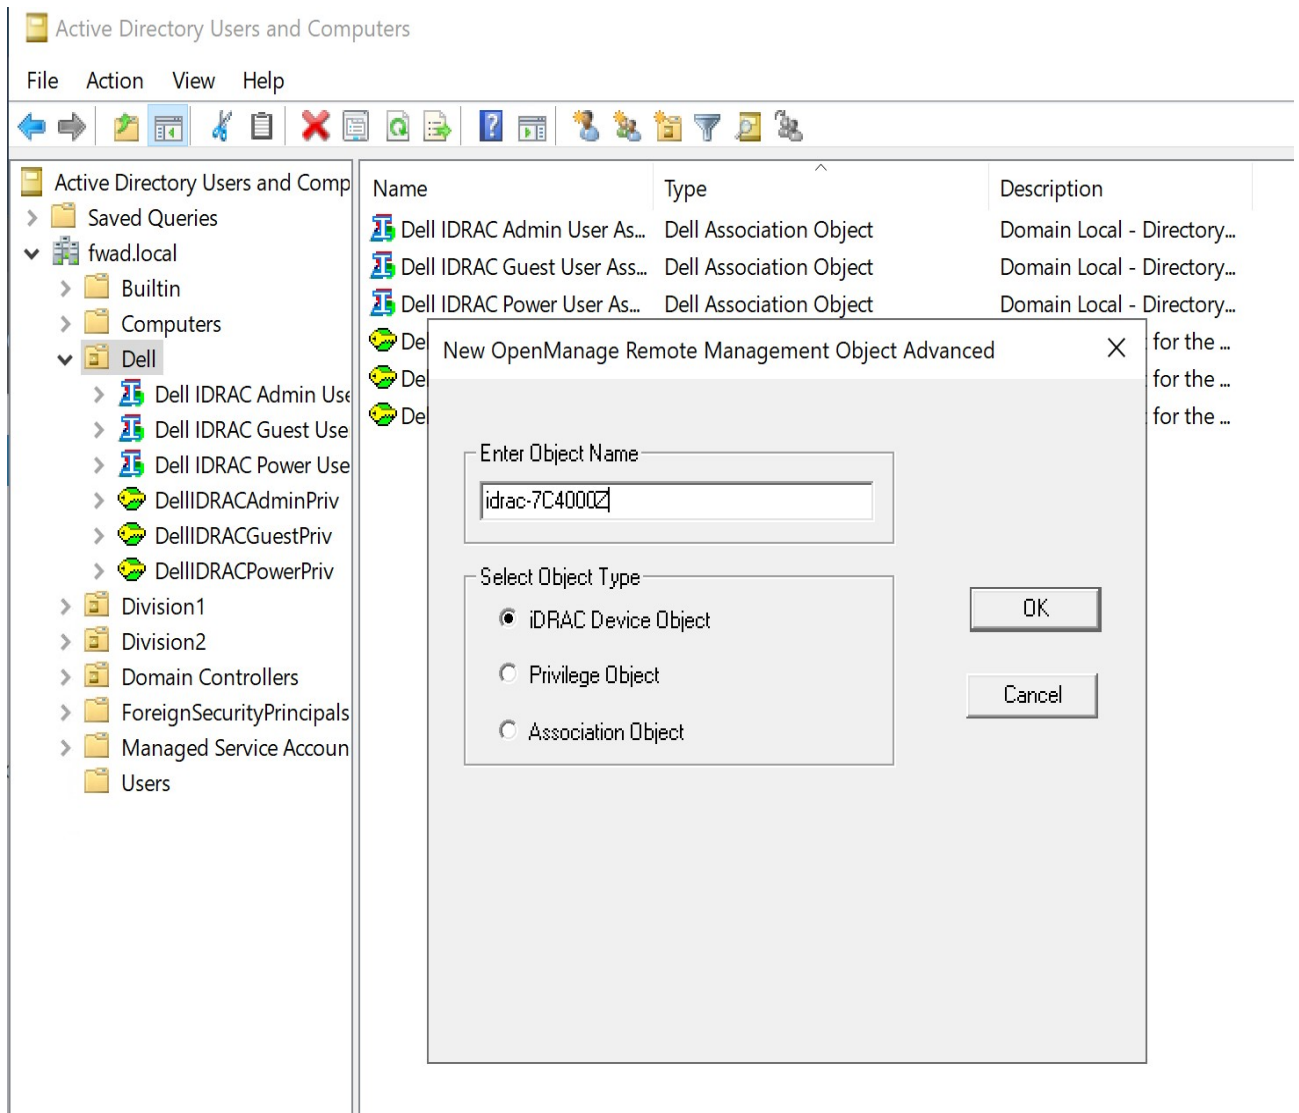 Active Directory Users and Computers
File Action View Help
Active Directory Users and Comp
Saved Queries
fwad.local
Builtin
Computers
Dell
Dell IDRAC Admin Use
Dell IDRAC Guest Use
Dell IDRAC Power Use
DellIDRACAdminPriv
DellIDRACGuestPriv
DellIDRACPowerPriv
Division1
Division2
Domain Controllers
ForeignSecurityPrincipals
Managed Service Accoun
Users
Name Type Description
Dell IDRAC Admin User As... Dell Association Object Domain Local - Directory...
Dell IDRAC Guest User Ass... Dell Association Object Domain Local - Directory...
Dell IDRAC Power User As... Dell Association Object Domain Local - Directory...
Del for the ...
Del for the ...
Del for the ...
New OpenManage Remote Management Object Advanced
Enter Object Name
idrac-7C4000Z
Select Object Type
iDRAC Device Object
Privilege Object
Association Object
OK
Cancel